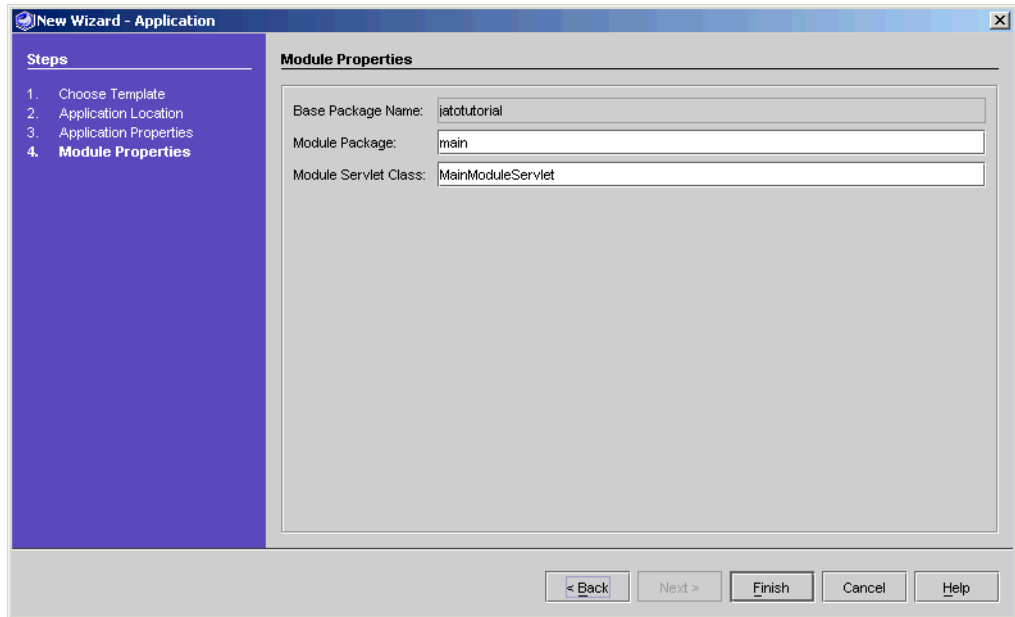 New Wizard - Application
Steps
1. Choose Template
2. Application Location
3. Application Properties
4. Module Properties
Module Properties
Base Package Name: jatotutorial
Module Package: main
Module Servlet Class: MainModuleServlet
< Back Next > Finish Cancel Help